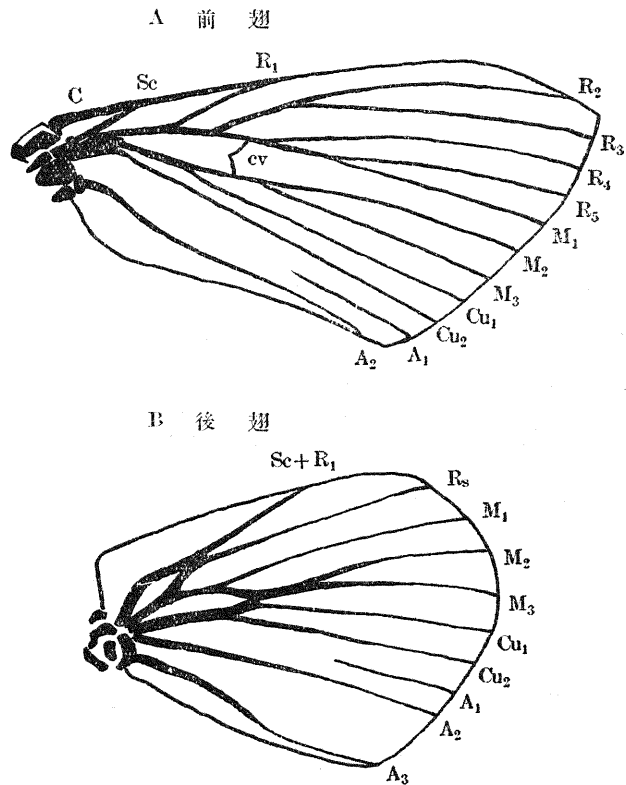 A 前翅
C
Sc
R₁
R₂
R₃
R₄
R₅
cv
M₁
M₂
M₃
Cu₁
Cu₂
A₁
A₂
B 後翅
Sc+R₁
Rs
M₁
M₂
M₃
Cu₁
Cu₂
A₁
A₂
A₃